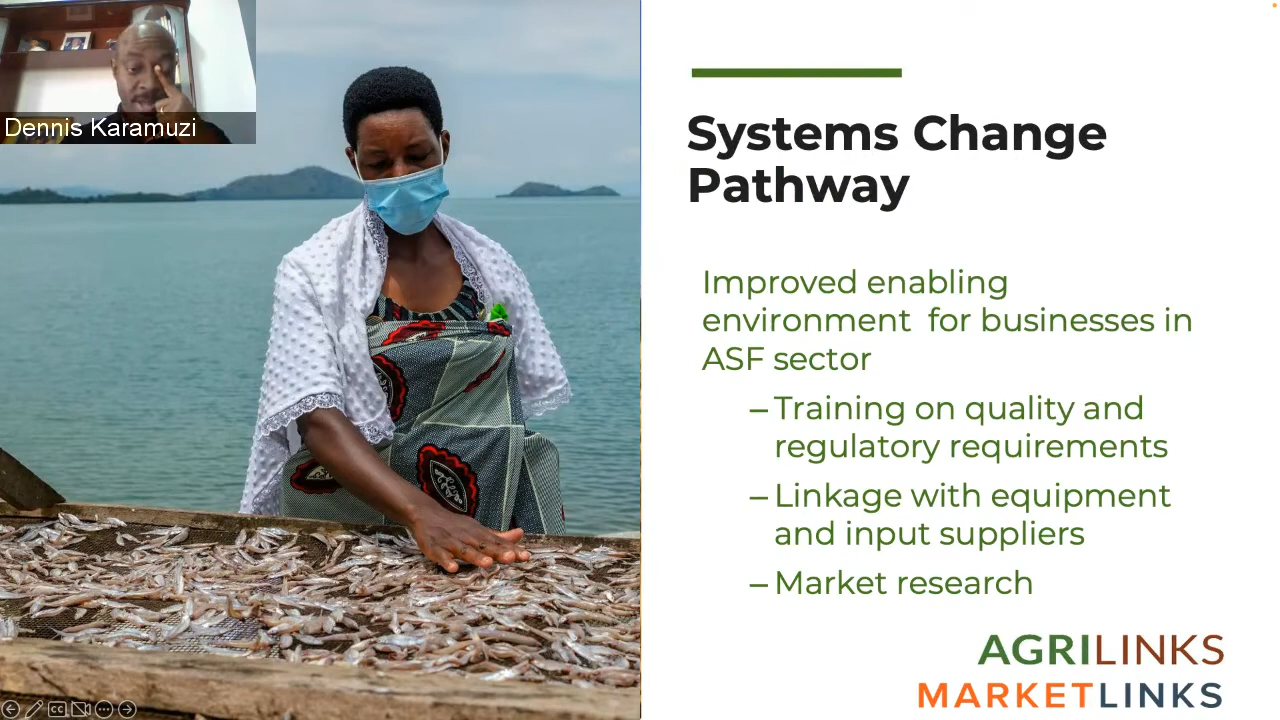 Dennis Karamuzi
Systems Change
Pathway
Improved enabling
environment for businesses in
ASF sector
– Training on quality and
regulatory requirements
– Linkage with equipment
and input suppliers
– Market research
AGRILINKS
MARKETLINKS
CC